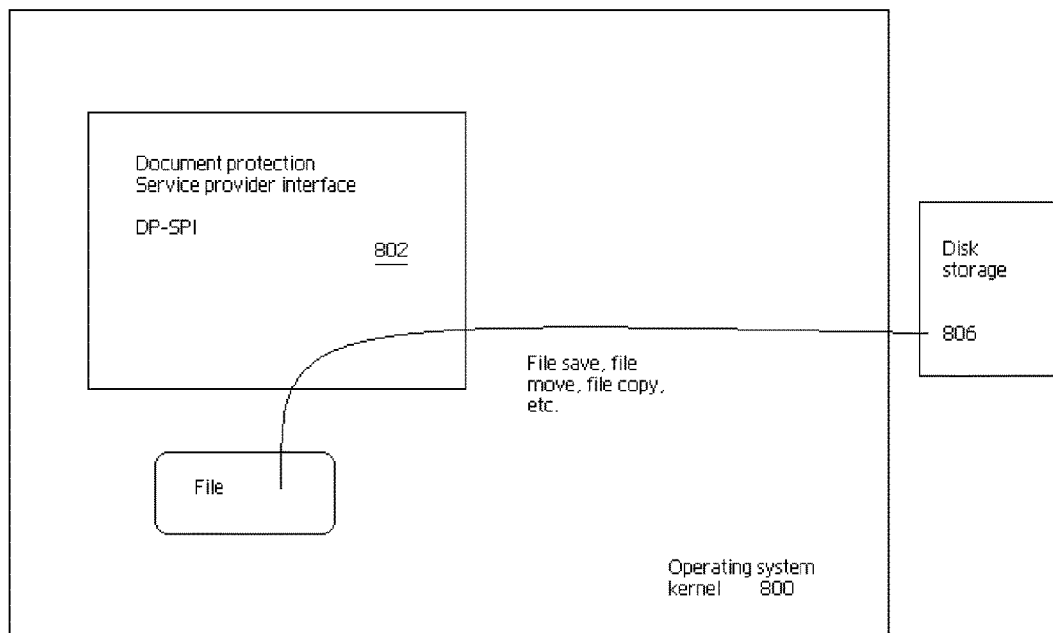 Document protection
Service provider interface
DP-SPI
802
Disk
storage
806
File save, file
move, file copy,
etc.
File
Operating system
kernel 800